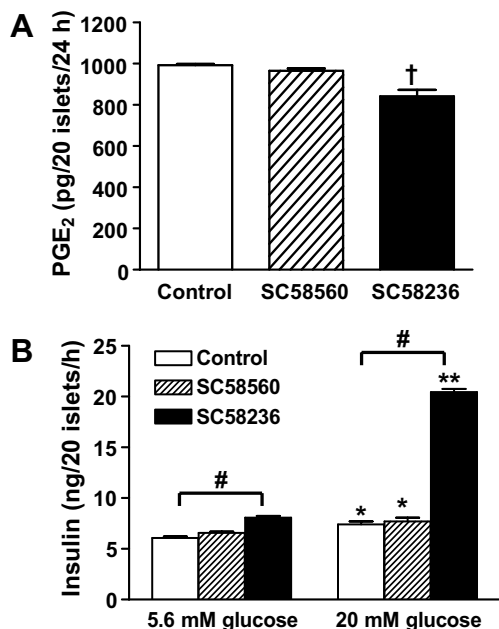 A
PGE₂ (pg/20 islets/24 h)
1200
1000
800
600
400
200
0
†
Control SC58560 SC58236
B
Insulin (ng/20 islets/h)
25
20
15
10
5
0
Control
SC58560
SC58236
#
#
* * **
5.6 mM glucose 20 mM glucose